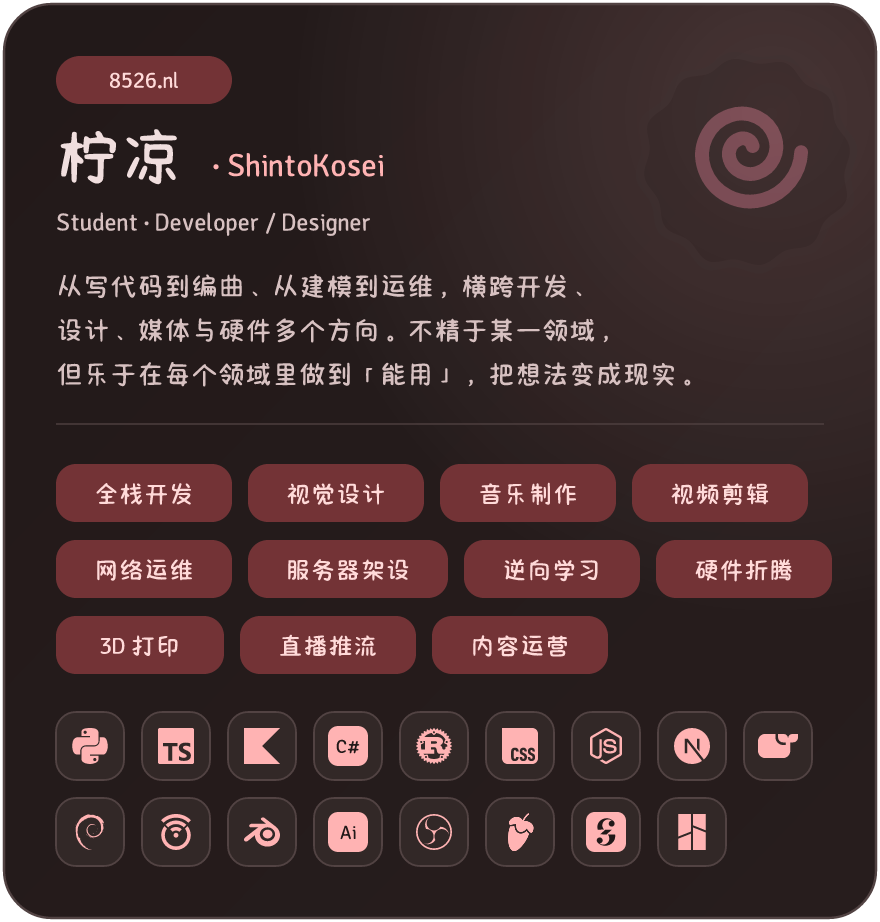 8526.nl
柠凉 · ShintoKosei
Student · Developer / Designer
从写代码到编曲、从建模到运维，横跨开发、
设计、媒体与硬件多个方向。不精于某一领域，
但乐于在每个领域里做到「能用」，把想法变成现实。
全栈开发 视觉设计 音乐制作 视频剪辑
网络运维 服务器架设 逆向学习 硬件折腾
3D 打印 直播推流 内容运营
TS C# R CSS JS N
Ai